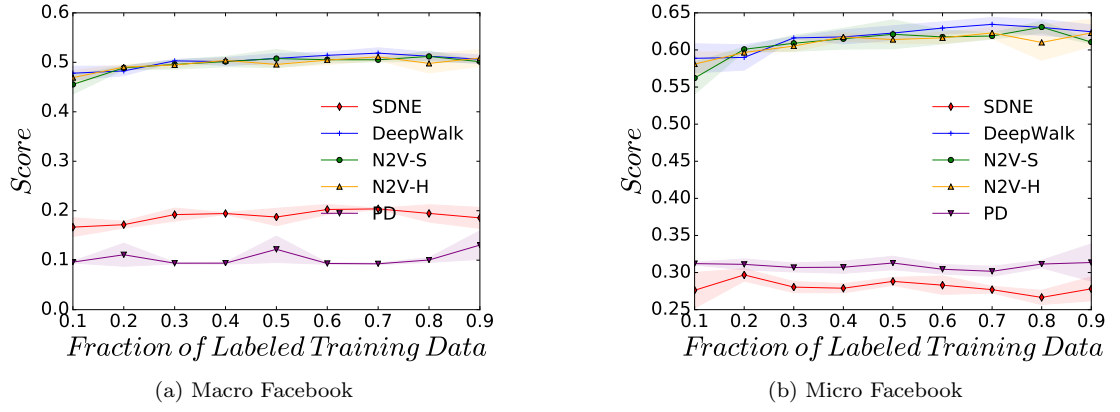 0.6
0.5
0.4
0.3
0.2
0.1
0.0
Score
SDNE
DeepWalk
N2V-S
N2V-H
PD
0.1 0.2 0.3 0.4 0.5 0.6 0.7 0.8 0.9
Fraction of Labeled Training Data
(a) Macro Facebook
0.65
0.60
0.55
0.50
0.45
0.40
0.35
0.30
0.25
Score
SDNE
DeepWalk
N2V-S
N2V-H
PD
0.1 0.2 0.3 0.4 0.5 0.6 0.7 0.8 0.9
Fraction of Labeled Training Data
(b) Micro Facebook